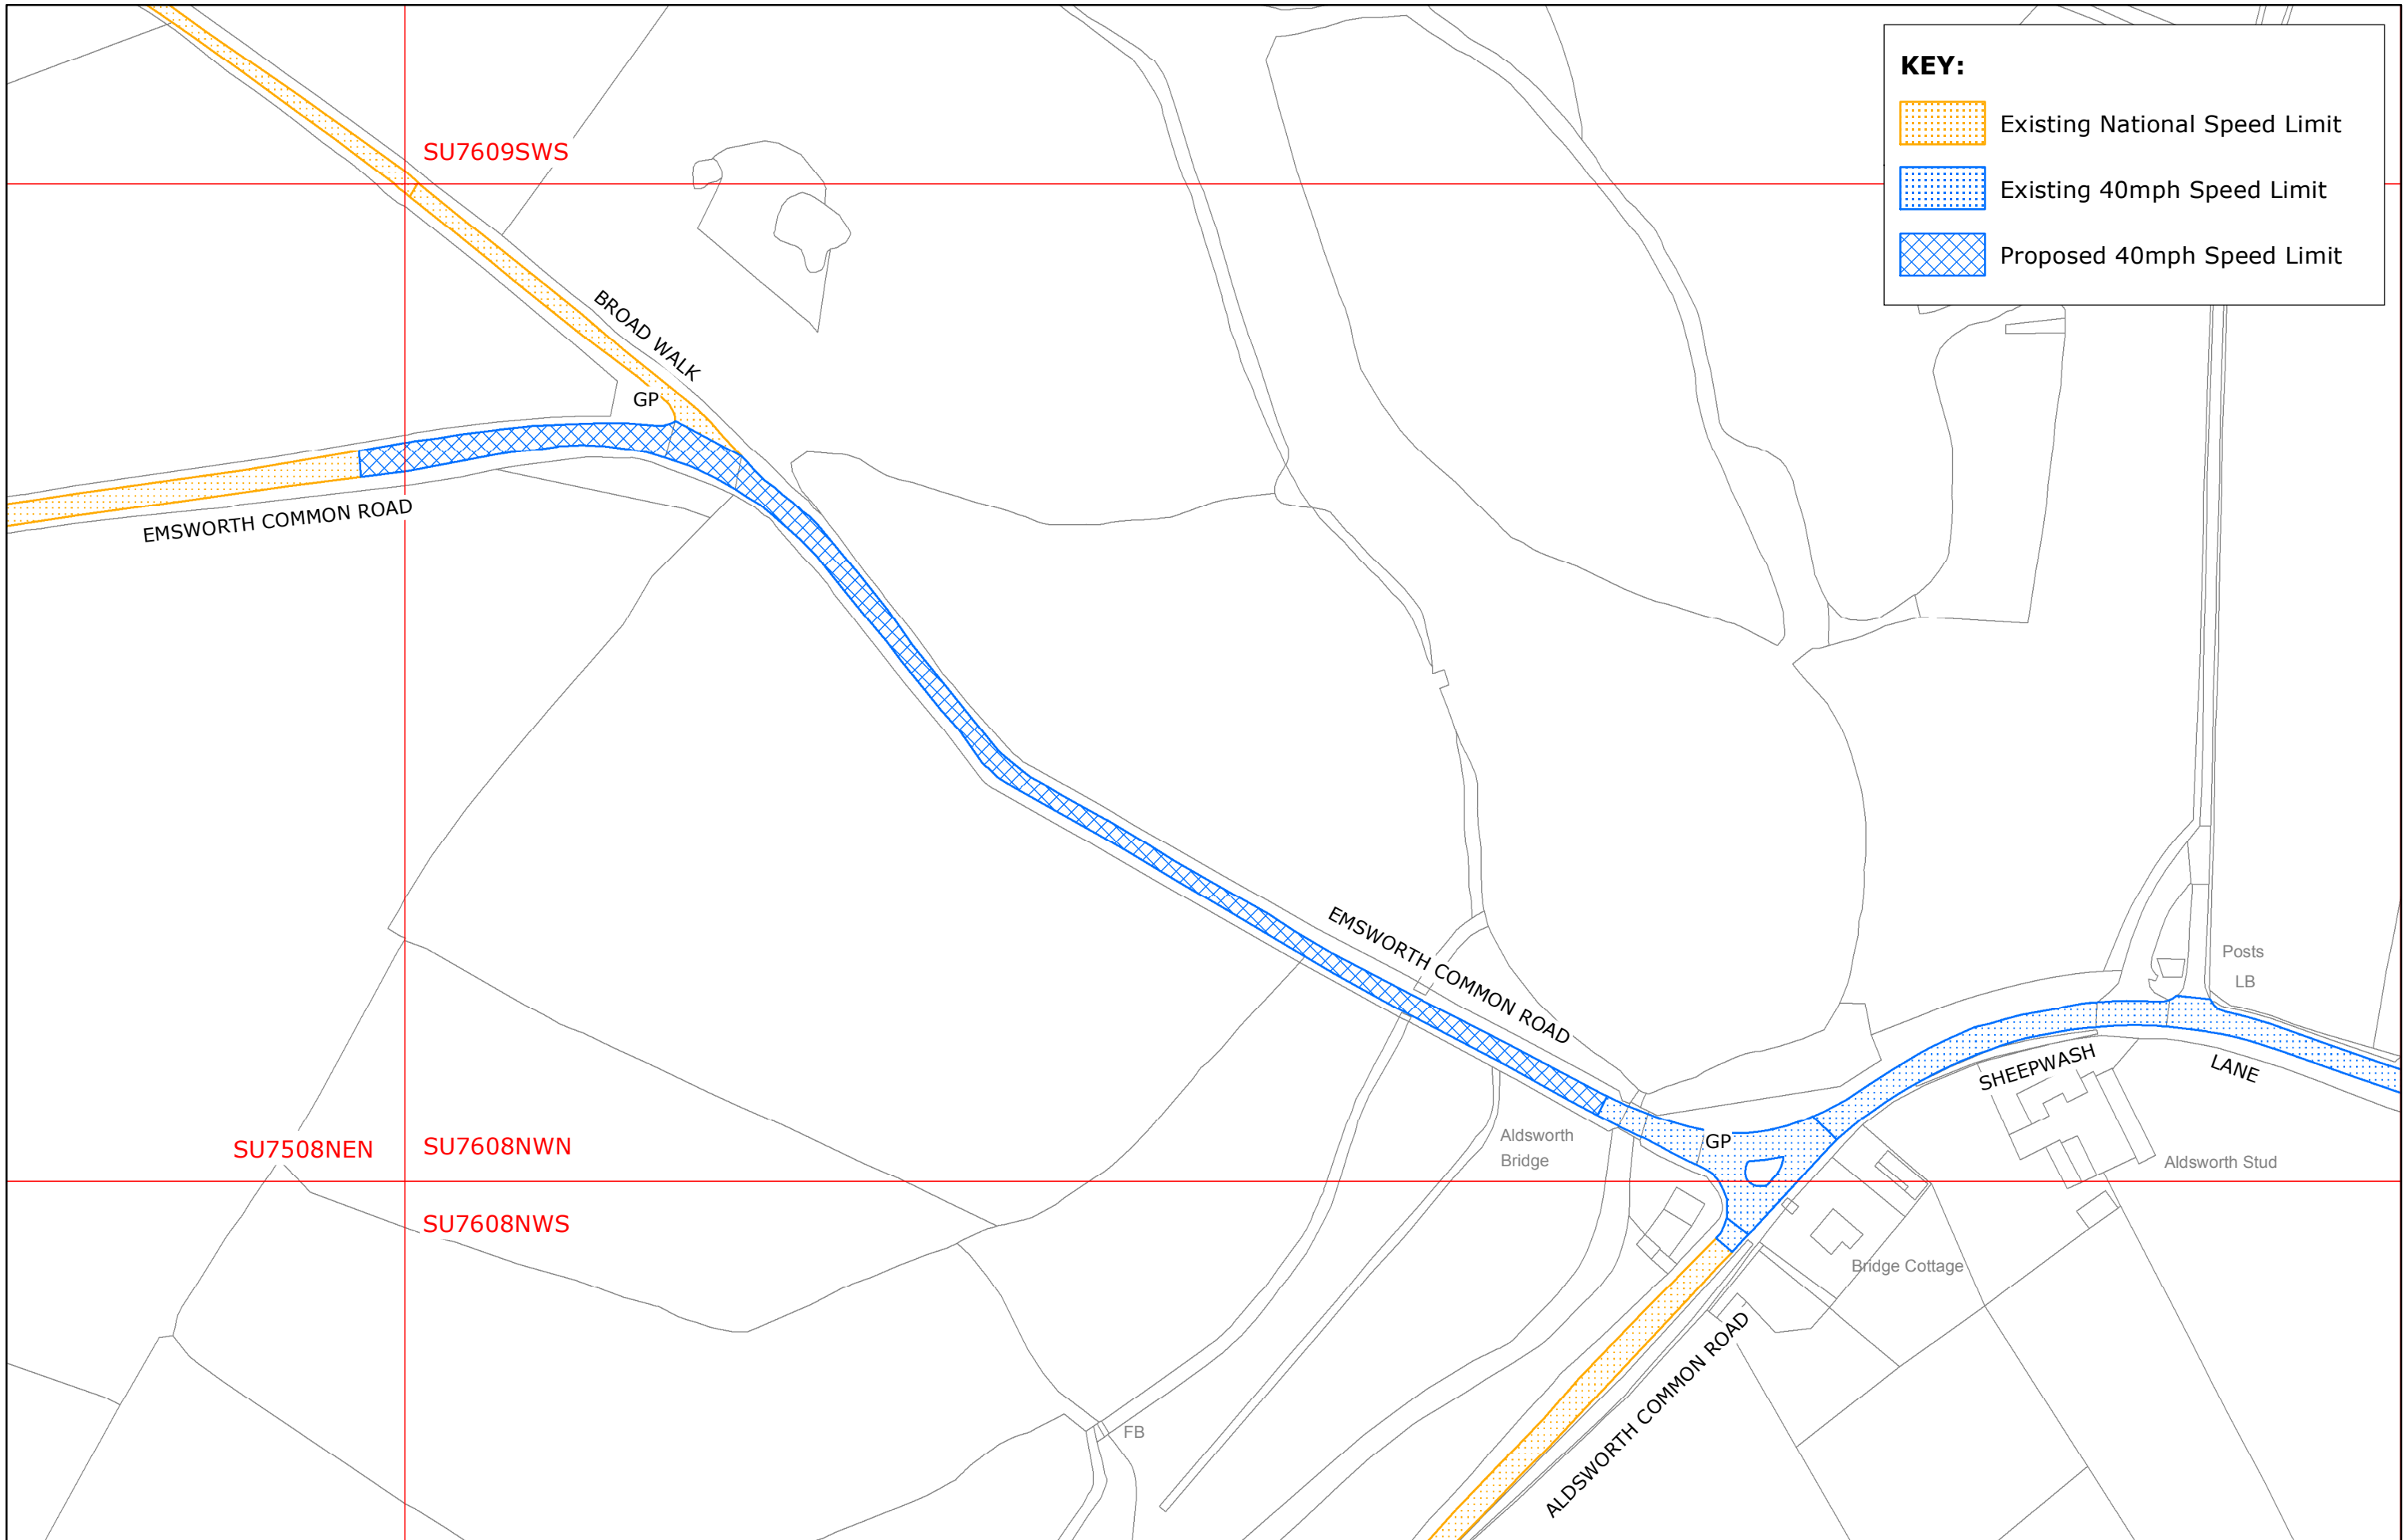 KEY:
Existing National Speed Limit
Existing 40mph Speed Limit
Proposed 40mph Speed Limit
SU7609SWS
BROAD WALK
GP
EMSWORTH COMMON ROAD
EMSWORTH COMMON ROAD
Posts
LB
SHEEPWASH
LANE
SU7508NEN
SU7608NWN
Aldsworth
Bridge
GP
Aldsworth Stud
SU7608NWS
Bridge Cottage
ALDSWORTH COMMON ROAD
FB